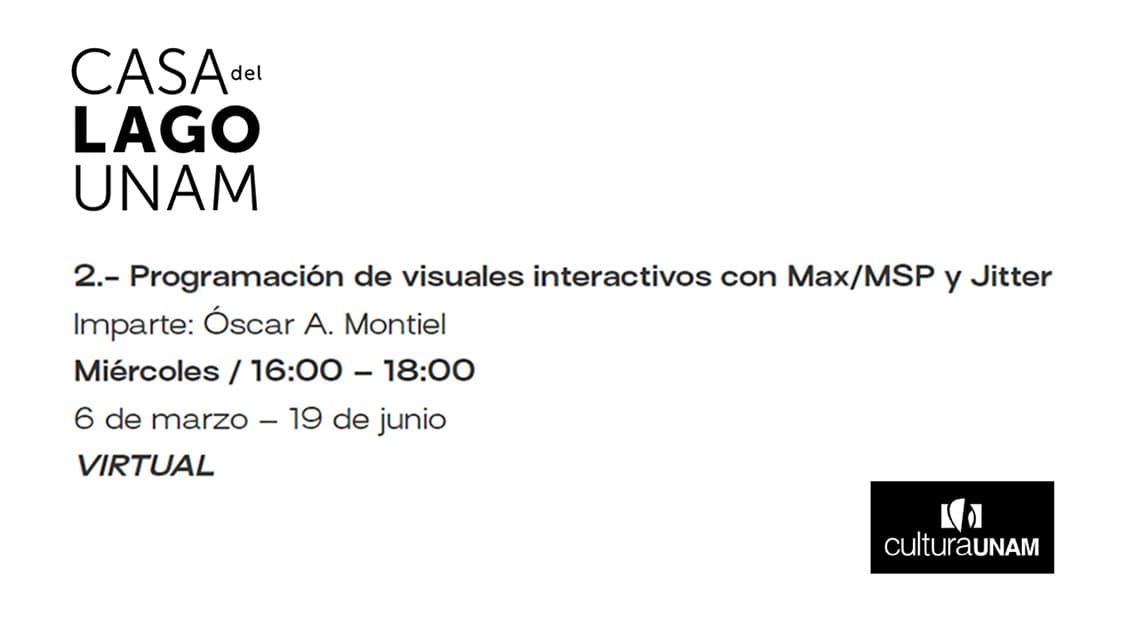 CASA del
LAGO
UNAM
2.- Programación de visuales interactivos con Max/MSP y Jitter
Imparte: Óscar A. Montiel
Miércoles / 16:00 – 18:00
6 de marzo – 19 de junio
VIRTUAL
culturaUNAM